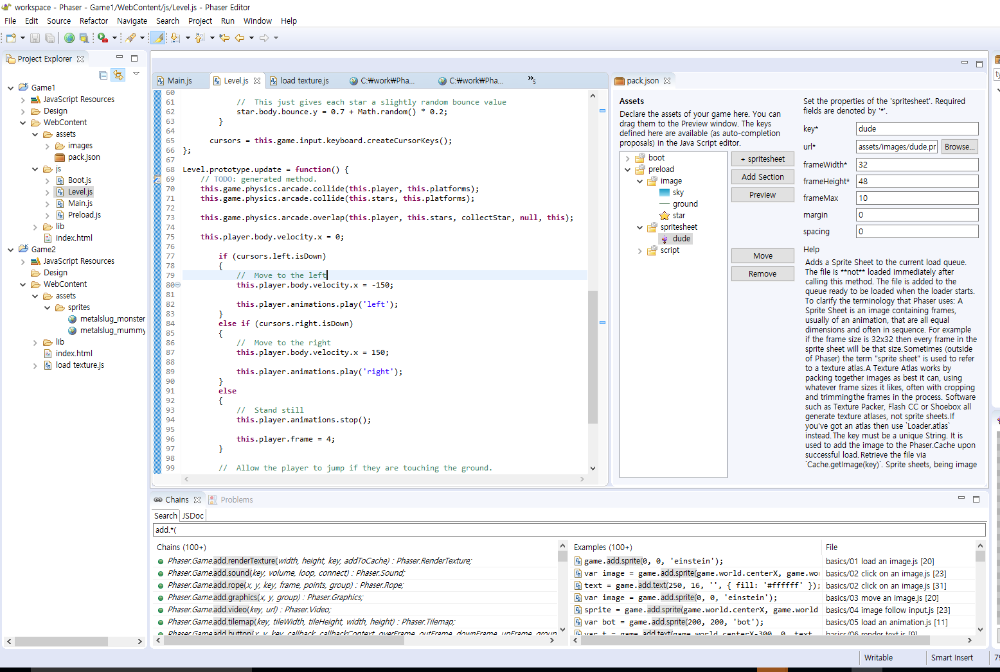 workspace - Phaser - Game1/WebContent/js/Level.js - Phaser Editor
File Edit Source Refactor Navigate Search Project Run Window Help
Project Explorer
Game1
JavaScript Resources
Design
WebContent
assets
images
pack.json
js
Boot.js
Level.js
Main.js
Preload.js
lib
index.html
Game2
JavaScript Resources
Design
WebContent
assets
sprites
metalslug_monster
metalslug_mummy
lib
index.html
load texture.js
Main.js Level.js load texture.js C:₩work₩Pha... C:₩work₩Pha... »5
60
61 // This just gives each star a slightly random bounce value
62 star.body.bounce.y = 0.7 + Math.random() * 0.2;
63 }
64
65 cursors = this.game.input.keyboard.createCursorKeys();
66 };
67
68 Level.prototype.update = function() {
69 // TODO: generated method.
70 this.game.physics.arcade.collide(this.player, this.platforms);
71 this.game.physics.arcade.collide(this.stars, this.platforms);
72
73 this.game.physics.arcade.overlap(this.player, this.stars, collectStar, null, this);
74
75 this.player.body.velocity.x = 0;
76
77 if (cursors.left.isDown)
78 {
79 // Move to the left
80 this.player.body.velocity.x = -150;
81
82 this.player.animations.play('left');
83 }
84 else if (cursors.right.isDown)
85 {
86 // Move to the right
87 this.player.body.velocity.x = 150;
88
89 this.player.animations.play('right');
90 }
91 else
92 {
93 // Stand still
94 this.player.animations.stop();
95
96 this.player.frame = 4;
97 }
98
99 // Allow the player to jump if they are touching the ground.
pack.json
Assets
Declare the assets of your game here. You can
drag them to the Preview window. The keys
defined here are available (as auto-completion
proposals) in the Java Script editor.
boot
preload
image
sky
ground
star
spritesheet
dude
script
+ spritesheet
Add Section
Preview
Move
Remove
Set the properties of the 'spritesheet'. Required
fields are denoted by '*'.
key* dude
url* assets/images/dude.pr Browse...
frameWidth* 32
frameHeight* 48
frameMax 10
margin 0
spacing 0
Help
Adds a Sprite Sheet to the current load queue.
The file is **not** loaded immediately after
calling this method. The file is added to the
queue ready to be loaded when the loader starts.
To clarify the terminology that Phaser uses: A
Sprite Sheet is an image containing frames,
usually of an animation, that are all equal
dimensions and often in sequence. For example
if the frame size is 32x32 then every frame in the
sprite sheet will be that size.Sometimes (outside
of Phaser) the term "sprite sheet" is used to refer
to a texture atlas.A Texture Atlas works by
packing together images as best it can, using
whatever frame sizes it likes, often with cropping
and trimmingthe frames in the process. Software
such as Texture Packer, Flash CC or Shoebox all
generate texture atlases, not sprite sheets.If
you've got an atlas then use `Loader.atlas`
instead.The key must be a unique String. It is
used to add the image to the Phaser.Cache upon
successful load.Retrieve the file via
`Cache.getImage(key)`. Sprite sheets, being image
Chains Problems
Search JSDoc
add.*(
Chains (100+)
Phaser.Game.add.renderTexture(width, height, key, addToCache) : Phaser.RenderTexture;
Phaser.Game.add.sound(key, volume, loop, connect) : Phaser.Sound;
Phaser.Game.add.rope(x, y, key, frame, points, group) : Phaser.Rope;
Phaser.Game.add.graphics(x, y, group) : Phaser.Graphics;
Phaser.Game.add.video(key, url) : Phaser.Video;
Phaser.Game.add.tilemap(key, tileWidth, tileHeight, width, height) : Phaser.Tilemap;
Phaser.Game.add.button(x, y, key, callback, callbackContext, overFrame, outFrame, downFrame, upFrame, group
Examples (100+) File
game.add.sprite(0, 0, 'einstein'); basics/01 load an image.js [20]
var image = game.add.sprite(game.world.centerX, game.wo basics/02 click on an image.js [23]
text = game.add.text(250, 16, '', { fill: '#ffffff' }); basics/02 click on an image.js [31]
var image = game.add.sprite(0, 0, 'einstein'); basics/03 move an image.js [20]
sprite = game.add.sprite(game.world.centerX, game.world basics/04 image follow input.js [23]
var bot = game.add.sprite(200, 200, 'bot'); basics/05 load an animation.js [11]
var t = game.add.text(game.world.centerX-300, 0, text, basics/06 render text.js [9]
Writable Smart Insert 79